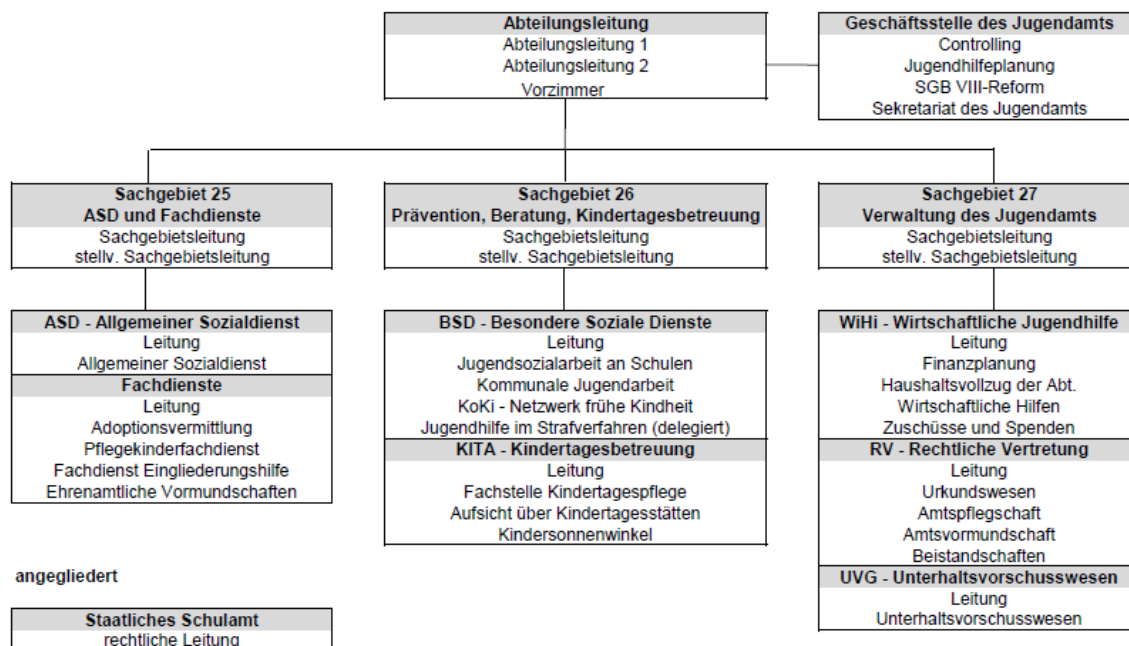 Abteilungsleitung
Abteilungsleitung 1
Abteilungsleitung 2
Vorzimmer
Geschäftsstelle des Jugendamts
Controlling
Jugendhilfeplanung
SGB VIII-Reform
Sekretariat des Jugendamts
Sachgebiet 25
ASD und Fachdienste
Sachgebietsleitung
stellv. Sachgebietsleitung
Sachgebiet 26
Prävention, Beratung, Kindertagesbetreuung
Sachgebietsleitung
stellv. Sachgebietsleitung
Sachgebiet 27
Verwaltung des Jugendamts
Sachgebietsleitung
stellv. Sachgebietsleitung
ASD - Allgemeiner Sozialdienst
Leitung
Allgemeiner Sozialdienst
Fachdienste
Leitung
Adoptionsvermittlung
Pflegekinderfachdienst
Fachdienst Eingliederungshilfe
Ehrenamtliche Vormundschaften
BSD - Besondere Soziale Dienste
Leitung
Jugendsozialarbeit an Schulen
Kommunale Jugendarbeit
KoKi - Netzwerk frühe Kindheit
Jugendhilfe im Strafverfahren (delegiert)
KITA - Kindertagesbetreuung
Leitung
Fachstelle Kindertagespflege
Aufsicht über Kindertagesstätten
Kindersonnenwinkel
WiHi - Wirtschaftliche Jugendhilfe
Leitung
Finanzplanung
Haushaltsvollzug der Abt.
Wirtschaftliche Hilfen
Zuschüsse und Spenden
RV - Rechtliche Vertretung
Leitung
Urkundswesen
Amtspflegschaft
Amtsvormundschaft
Beistandschaften
UVG - Unterhaltsvorschusswesen
Leitung
Unterhaltsvorschusswesen
angegliedert
Staatliches Schulamt
rechtliche Leitung